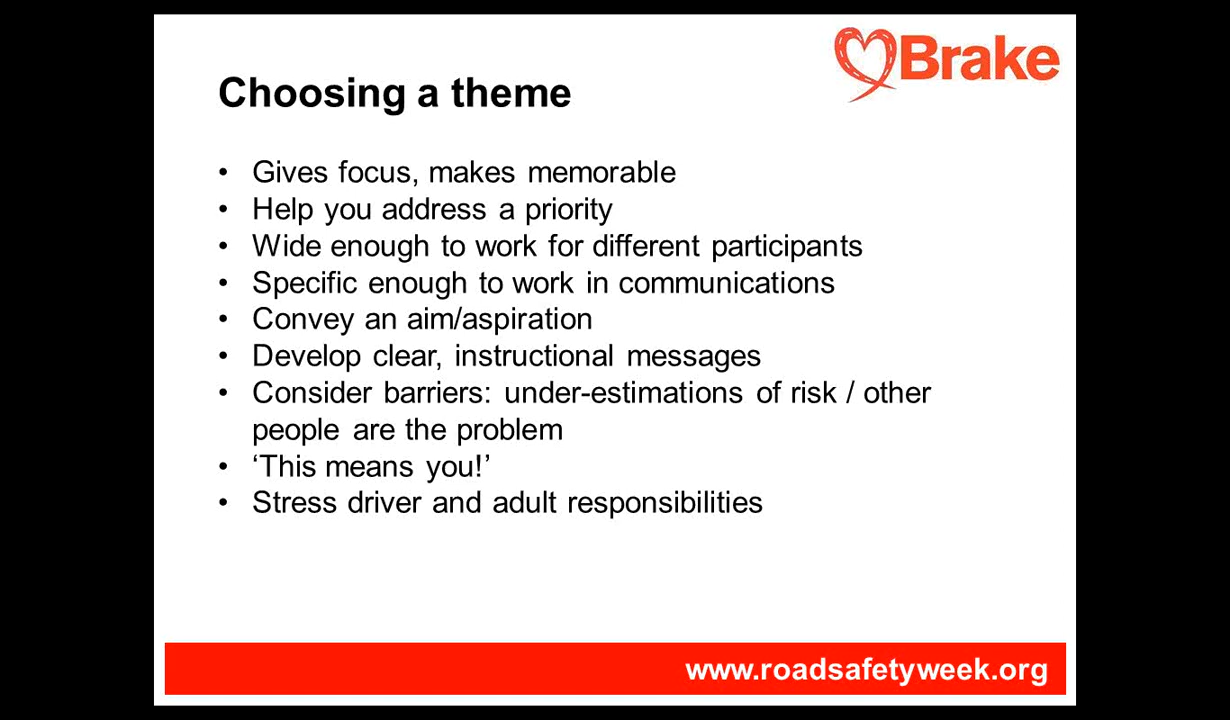 Brake
Choosing a theme
• Gives focus, makes memorable
• Help you address a priority
• Wide enough to work for different participants
• Specific enough to work in communications
• Convey an aim/aspiration
• Develop clear, instructional messages
• Consider barriers: under-estimations of risk / other
people are the problem
• ‘This means you!’
• Stress driver and adult responsibilities
www.roadsafetyweek.org